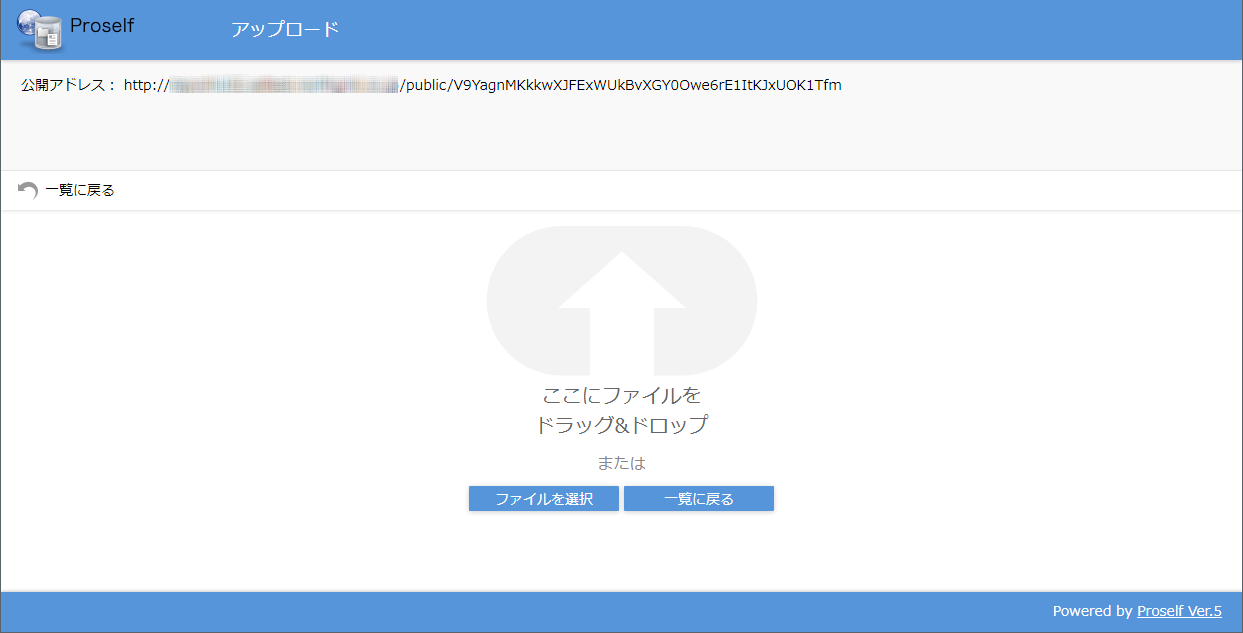 Proself
アップロード
公開アドレス： http:///public/V9YagnMKkkwXJFExWUkBvXGY0Owe6rE1ItKJxUOK1Tfm
一覧に戻る
ここにファイルを
ドラッグ&ドロップ
または
ファイルを選択
一覧に戻る
Powered by Proself Ver.5